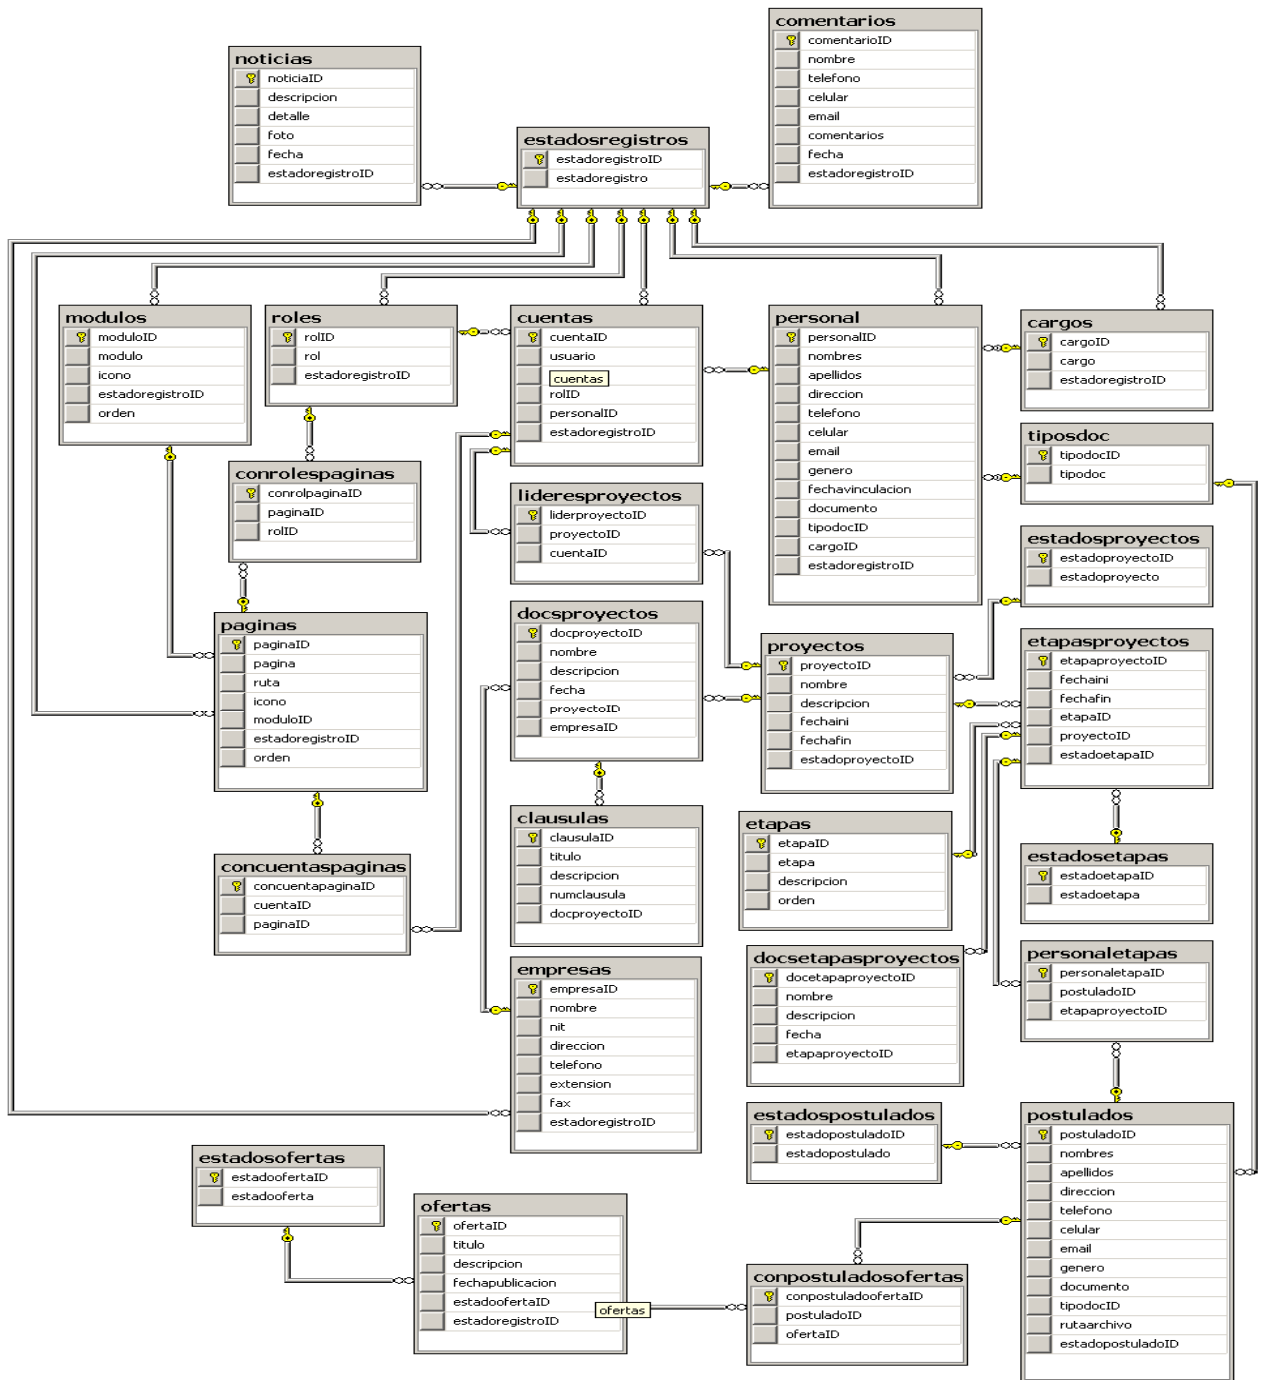 noticias
noticiaID
descripcion
detalle
foto
fecha
estadoregistroID
estadosregistros
estadoregistroID
estadoregistro
comentarios
comentarioID
nombre
telefono
celular
email
comentarios
fecha
estadoregistroID
modulos
moduloID
modulo
icono
estadoregistroID
orden
roles
rolID
rol
estadoregistroID
cuentas
cuentaID
usuario
cuentas
rolID
personalID
estadoregistroID
personal
personalID
nombres
apellidos
direccion
telefono
celular
email
genero
fechavinculacion
documento
tipodocID
cargoID
estadoregistroID
cargos
cargoID
cargo
estadoregistroID
tiposdoc
tipodocID
tipodoc
conrolespaginas
conrolpaginaID
paginaID
rolID
lideresproyectos
liderproyectoID
proyectoID
cuentaID
estadosproyectos
estadoproyectoID
estadoproyecto
paginas
paginaID
pagina
ruta
icono
moduloID
estadoregistroID
orden
docsproyectos
docproyectoID
nombre
descripcion
fecha
proyectoID
empresaID
proyectos
proyectoID
nombre
descripcion
fechaini
fechafin
estadoproyectoID
etapasproyectos
etapaproyectoID
fechaini
fechafin
etapaID
proyectoID
estadoetapaID
concuentaspaginas
concuentapaginaID
cuentaID
paginaID
clausulas
clausulaID
titulo
descripcion
numclausula
docproyectoID
etapas
etapaID
etapa
descripcion
orden
estadosetapas
estadoetapaID
estadoetapa
empresas
empresaID
nombre
nit
direccion
telefono
extension
fax
estadoregistroID
docsetapasproyectos
docetapaproyectoID
nombre
descripcion
fecha
etapaproyectoID
personaletapas
personaletapaID
postuladoID
etapaproyectoID
estadosofertas
estadoofertaID
estadooferta
ofertas
ofertaID
titulo
descripcion
fechapublicacion
estadoofertaID
estadoregistroID
ofertas
estadospostulados
estadopostuladoID
estadopostulado
conpostuladosofertas
conpostuladoofertaID
postuladoID
ofertaID
postulados
postuladoID
nombres
apellidos
direccion
telefono
celular
email
genero
documento
tipodocID
rutaarchivo
estadopostuladoID